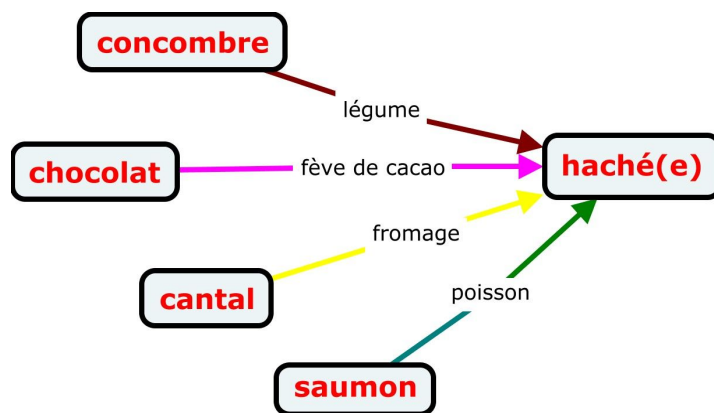 concombre
légume
haché(e)
chocolat
fève de cacao
fromage
cantal
poisson
saumon